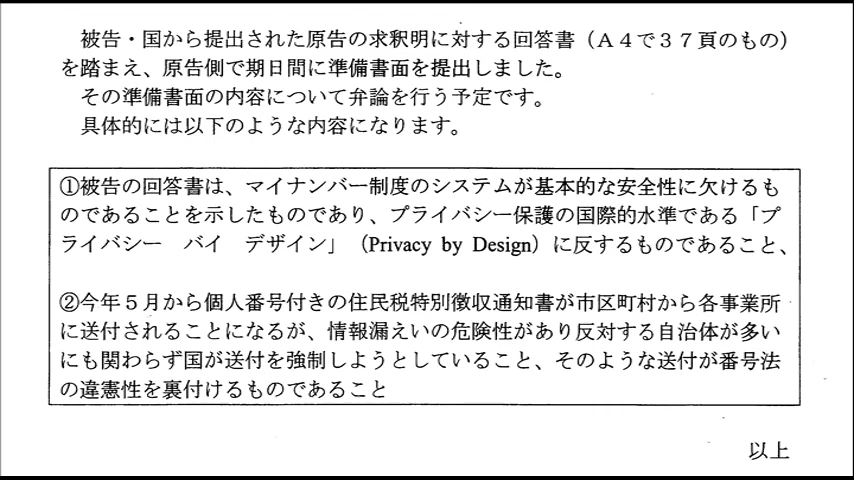 被告・国から提出された原告の求釈明に対する回答書（Ａ４で３７頁のもの）
を踏まえ、原告側で期日間に準備書面を提出しました。
その準備書面の内容について弁論を行う予定です。
具体的には以下のような内容になります。
①被告の回答書は、マイナンバー制度のシステムが基本的な安全性に欠けるも
のであることを示したものであり、プライバシー保護の国際的水準である「プ
ライバシー　バイ　デザイン」（Privacy by Design）に反するものであること、
②今年５月から個人番号付きの住民税特別徴収通知書が市区町村から各事業所
に送付されることになるが、情報漏えいの危険性があり反対する自治体が多い
にも関わらず国が送付を強制しようとしていること、そのような送付が番号法
の違憲性を裏付けるものであること
以上